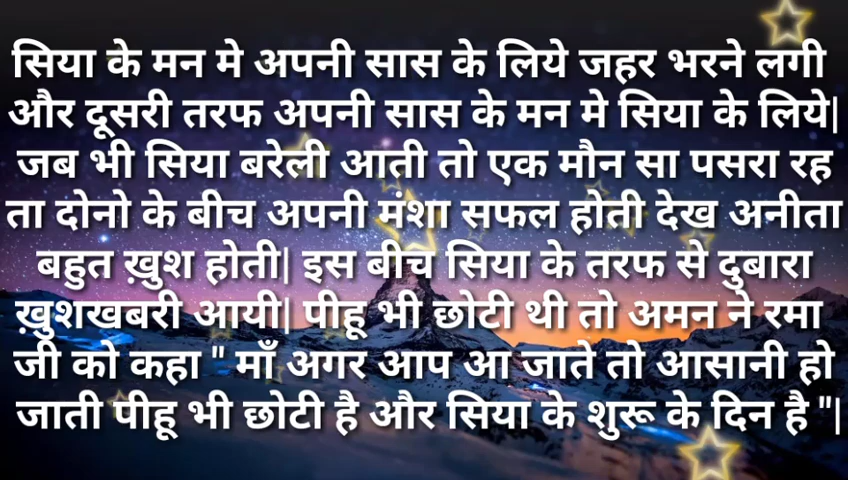 सिया के मन मे अपनी सास के लिये जहर भरने लगी
और दूसरी तरफ अपनी सास के मन मे सिया के लिये|
जब भी सिया बरेली आती तो एक मौन सा पसरा रह
ता दोनो के बीच अपनी मंशा सफल होती देख अनीता
बहुत ख़ुश होती| इस बीच सिया के तरफ से दुबारा
ख़ुशखबरी आयी| पीहू भी छोटी थी तो अमन ने रमा
जी को कहा " माँ अगर आप आ जाते तो आसानी हो
जाती पीहू भी छोटी है और सिया के शुरू के दिन है "|